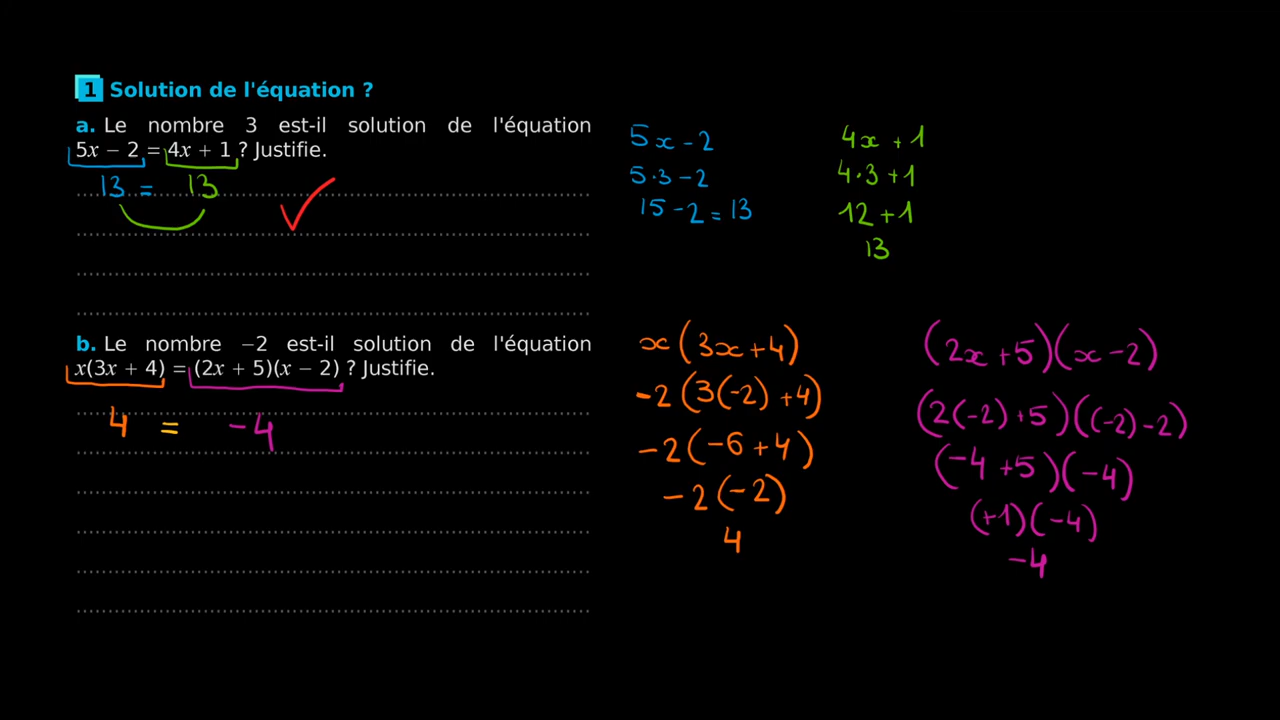 1 Solution de l'équation ?
a. Le nombre 3 est-il solution de l'équation
5x − 2 = 4x + 1 ? Justifie.
13 = 13
5x - 2
5·3 - 2
15 - 2 = 13
4x + 1
4·3 + 1
12 + 1
13
b. Le nombre −2 est-il solution de l'équation
x(3x + 4) = (2x + 5)(x − 2) ? Justifie.
4 = -4
x(3x+4)
-2(3(-2)+4)
-2(-6+4)
-2(-2)
4
(2x+5)(x-2)
(2(-2)+5)((-2)-2)
(-4+5)(-4)
(+1)(-4)
-4